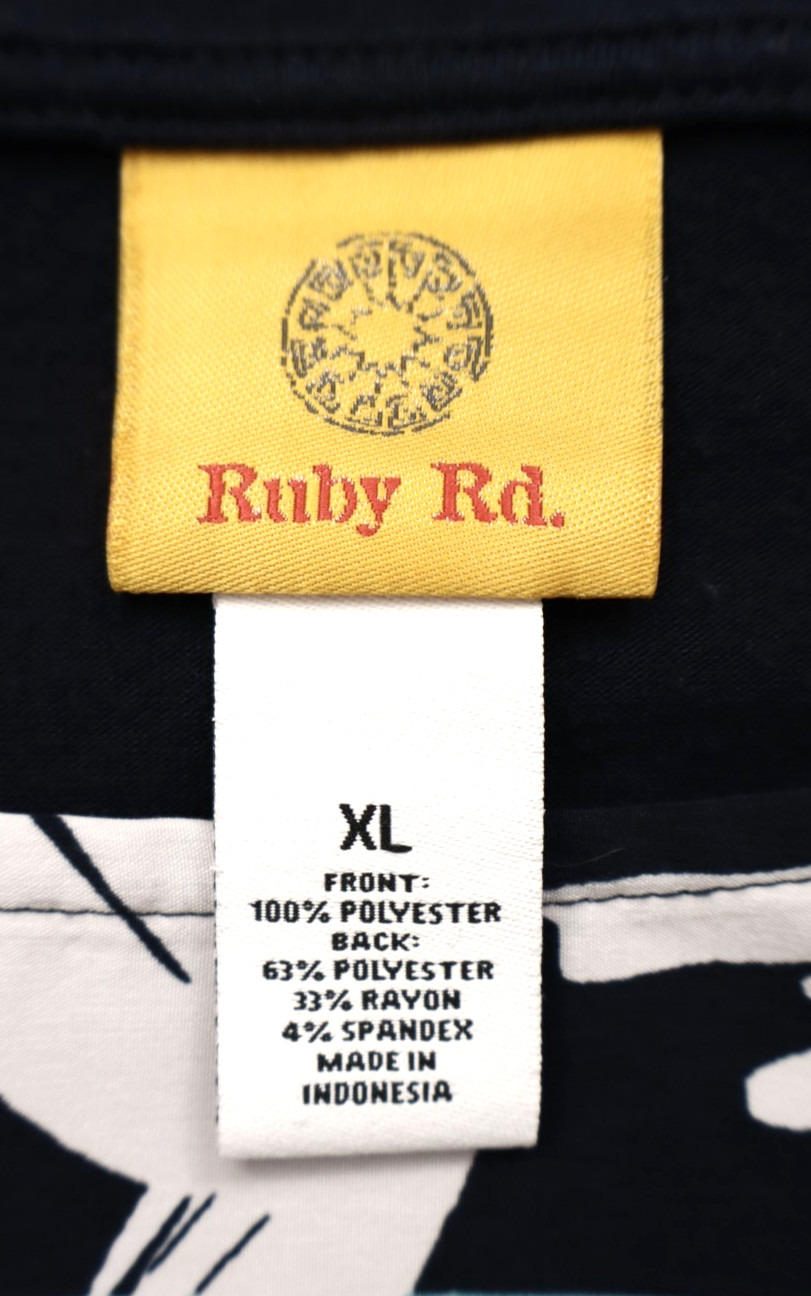 Ruby Rd.
XL
FRONT:
100% POLYESTER
BACK:
63% POLYESTER
33% RAYON
4% SPANDEX
MADE IN
INDONESIA